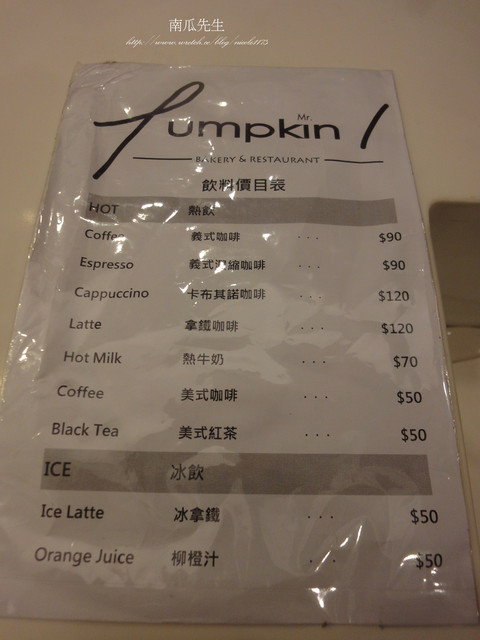 南瓜先生
Mr.
Pumpkin
BAKERY & RESTAURANT
飲料價目表
HOT 熱飲
Coffee 義式咖啡 ... $90
Espresso 義式濃縮咖啡 ... $90
Cappuccino 卡布其諾咖啡 ... $120
Latte 拿鐵咖啡 ... $120
Hot Milk 熱牛奶 ... $70
Coffee 美式咖啡 ... $50
Black Tea 美式紅茶 ... $50
ICE 冰飲
Ice Latte 冰拿鐵 ... $50
Orange Juice 柳橙汁 ... $50